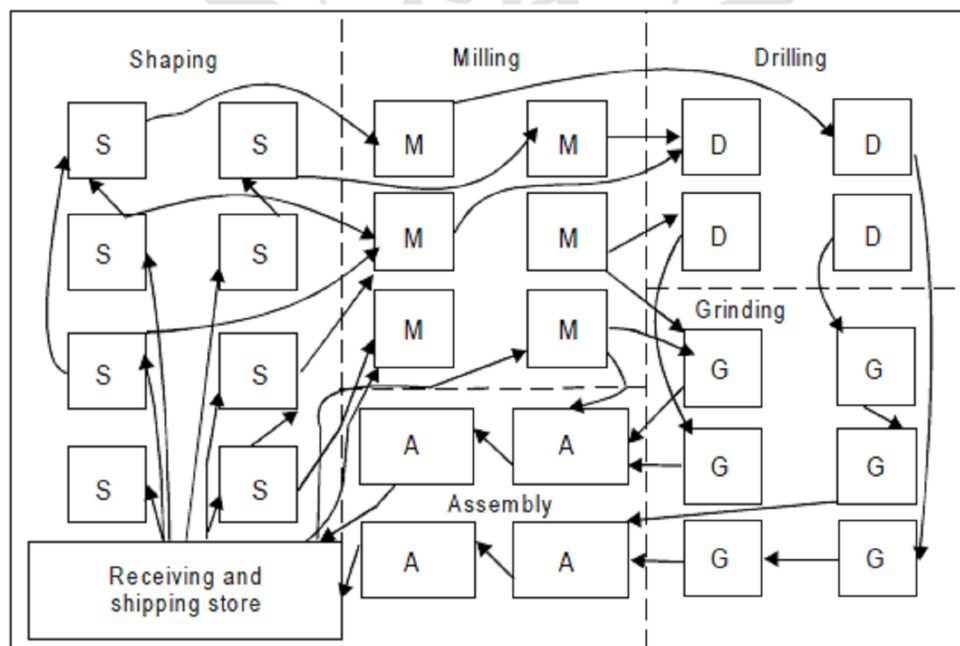 Shaping Milling Drilling
S S M M D D
S S M M D D
Grinding
S S M M G G
A A
S S G G
Assembly
A A G G
Receiving and
shipping store